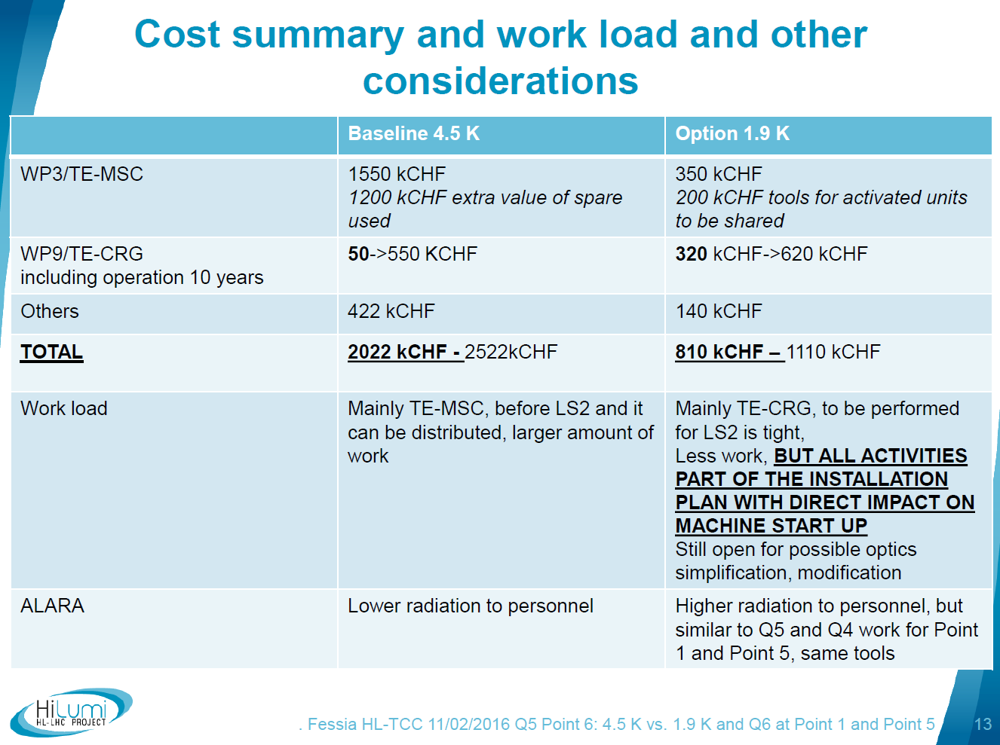 Cost summary and work load and other
considerations
Baseline 4.5 K
Option 1.9 K
WP3/TE-MSC
1550 kCHF
1200 kCHF extra value of spare
used
350 kCHF
200 kCHF tools for activated units
to be shared
WP9/TE-CRG
including operation 10 years
50->550 KCHF
320 kCHF->620 kCHF
Others
422 kCHF
140 kCHF
TOTAL
2022 kCHF - 2522kCHF
810 kCHF – 1110 kCHF
Work load
Mainly TE-MSC, before LS2 and it
can be distributed, larger amount of
work
Mainly TE-CRG, to be performed
for LS2 is tight,
Less work, BUT ALL ACTIVITIES
PART OF THE INSTALLATION
PLAN WITH DIRECT IMPACT ON
MACHINE START UP
Still open for possible optics
simplification, modification
ALARA
Lower radiation to personnel
Higher radiation to personnel, but
similar to Q5 and Q4 work for Point
1 and Point 5, same tools
HiLumi
HL-LHC PROJECT
. Fessia HL-TCC 11/02/2016 Q5 Point 6: 4.5 K vs. 1.9 K and Q6 at Point 1 and Point 5
13